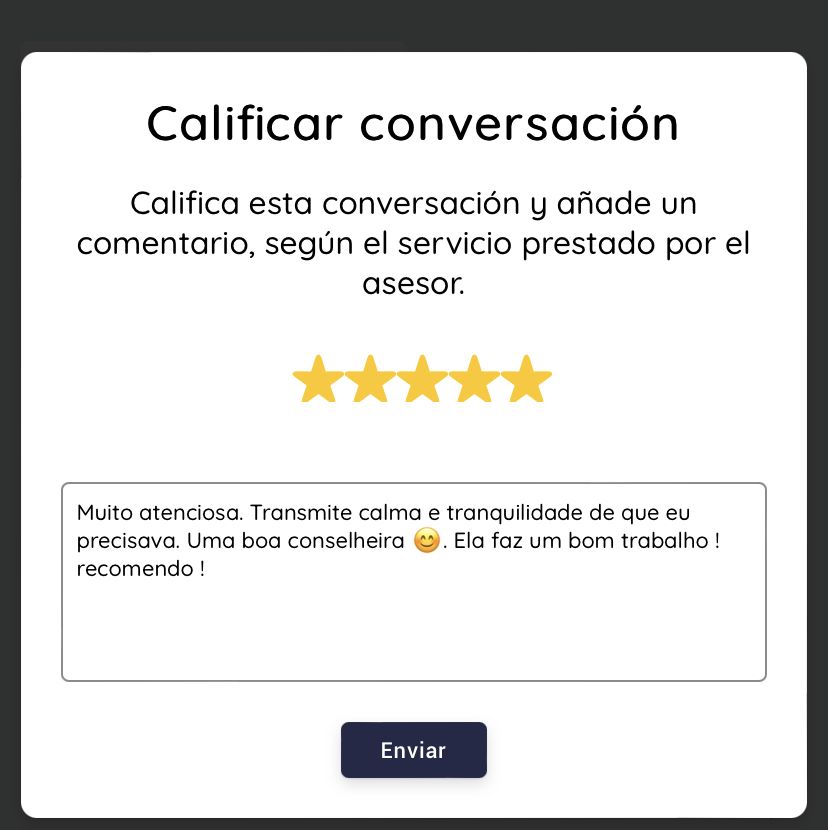 Calificar conversación
Califica esta conversación y añade un
comentario, según el servicio prestado por el
asesor.
Muito atenciosa. Transmite calma e tranquilidade de que eu
precisava. Uma boa conselheira 😊. Ela faz um bom trabalho !
recomendo !
Enviar